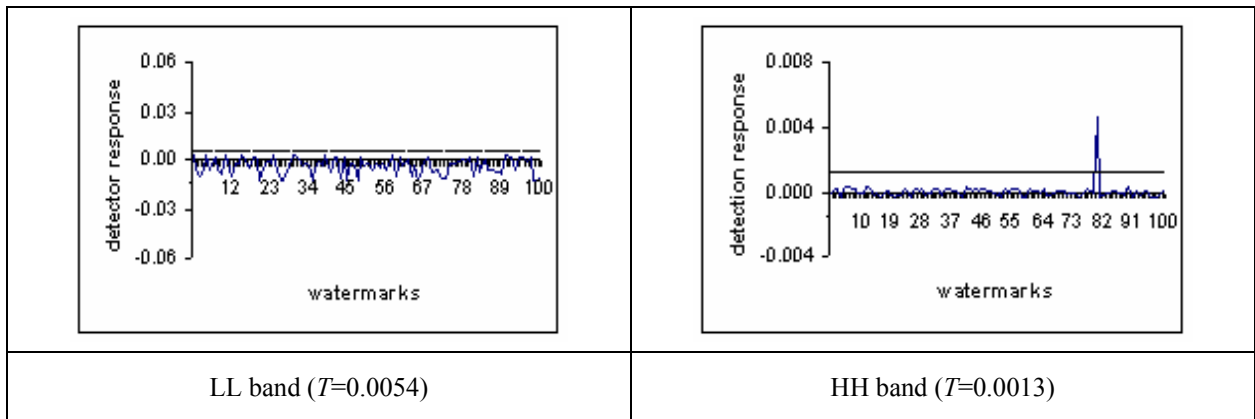 0.06
0.03
0.00
-0.03
-0.06
detector response
12 23 34 45 56 67 78 89 100
watermarks
LL band (T=0.0054)
0.008
0.004
0.000
-0.004
detection response
10 19 28 37 46 55 64 73 82 91 100
watermarks
HH band (T=0.0013)